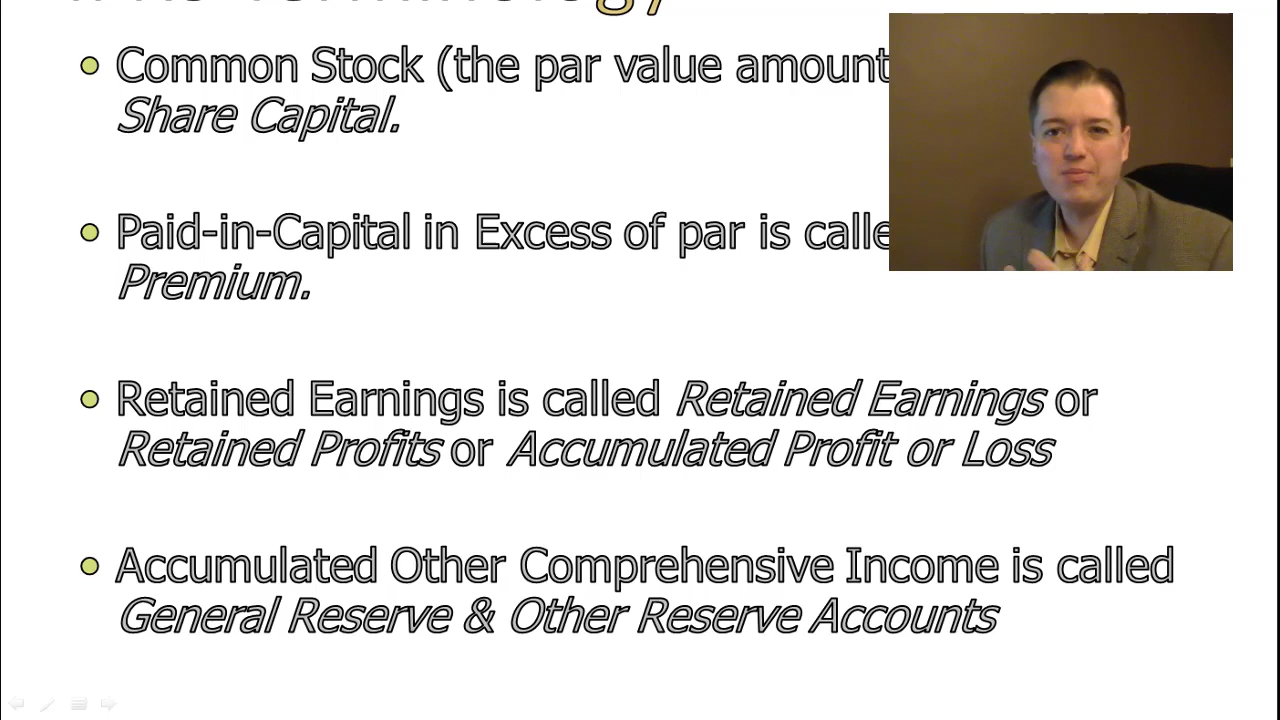 Common Stock (the par value amount
Share Capital.
Paid-in-Capital in Excess of par is calle
Premium.
Retained Earnings is called Retained Earnings or
Retained Profits or Accumulated Profit or Loss
Accumulated Other Comprehensive Income is called
General Reserve & Other Reserve Accounts